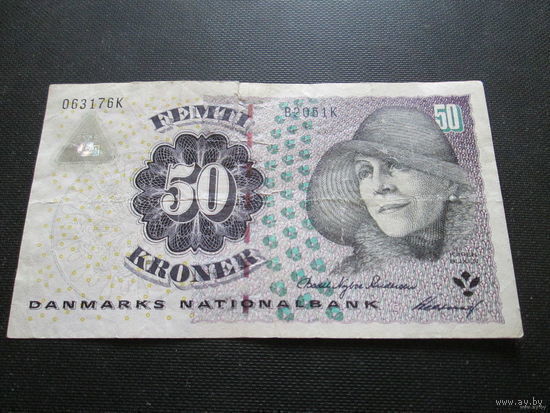 063176K
FEMTI
B2051K
50
50
KRONER
DANMARKS NATIONALBANK
www.ay.by